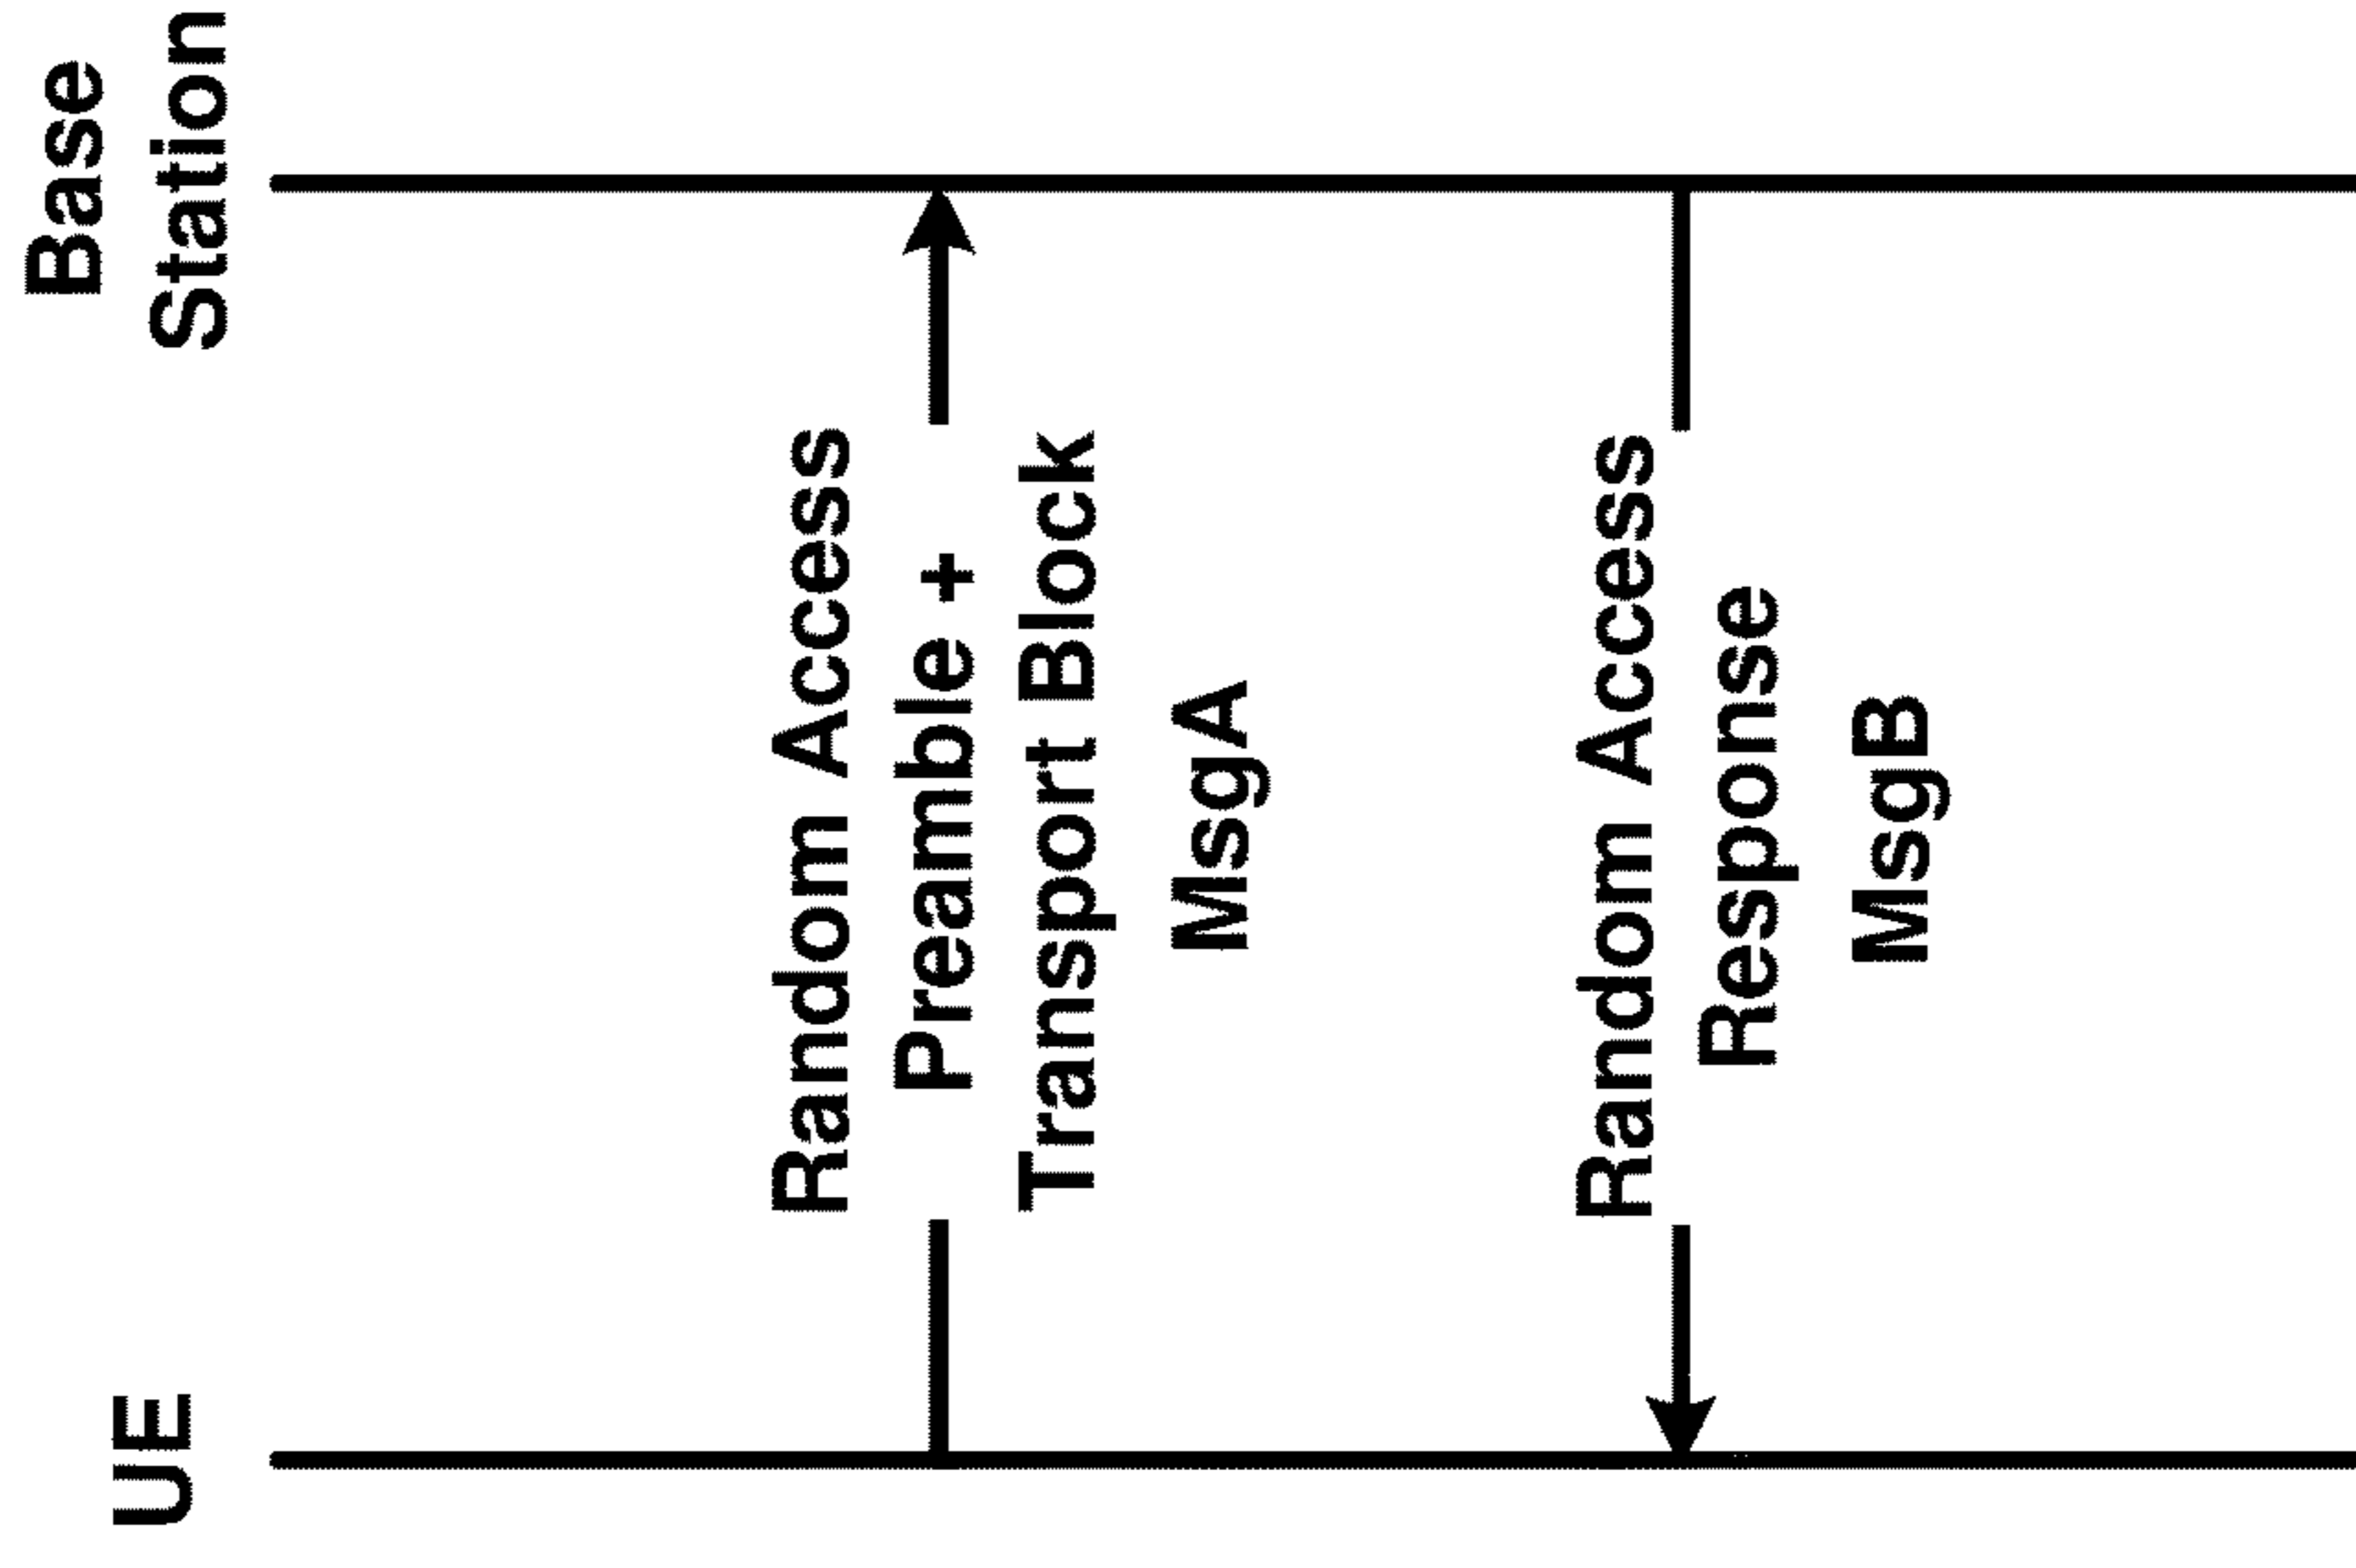 UE
Base
Station
Random Access
Preamble +
Transport Block
MsgA
Random Access
Response
MsgB